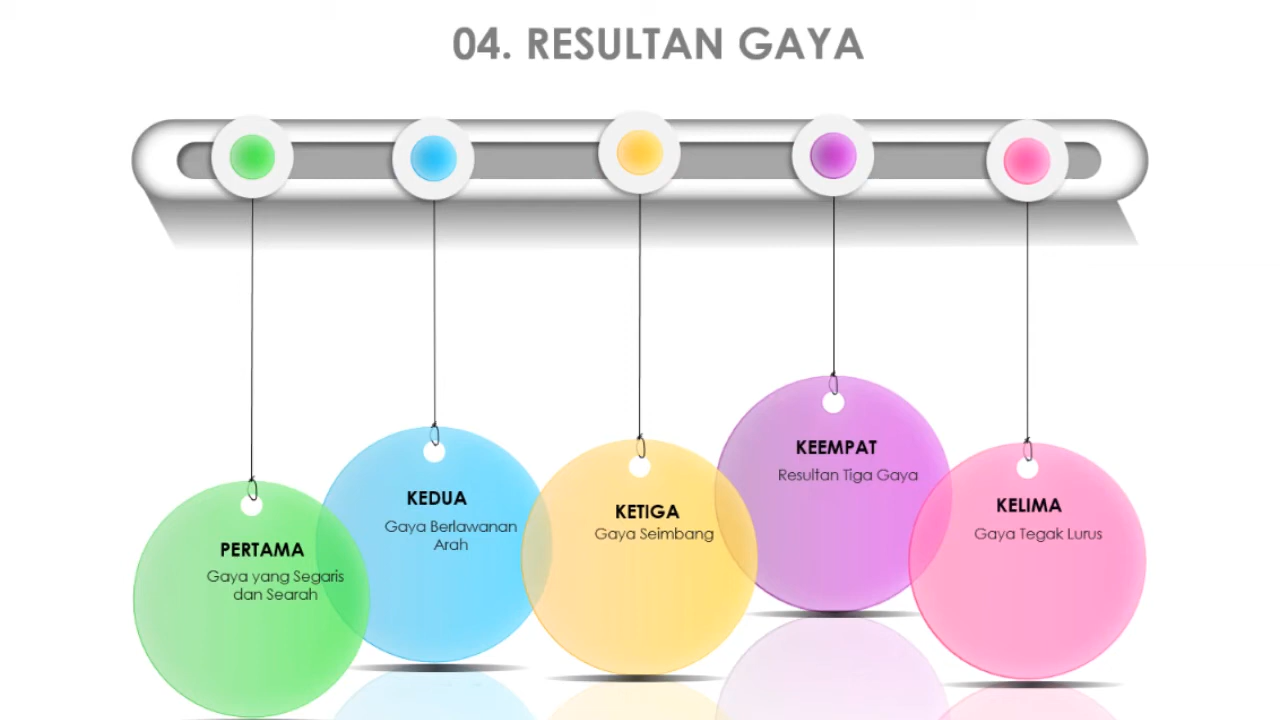 04. RESULTAN GAYA
PERTAMA
Gaya yang Segaris
dan Searah
KEDUA
Gaya Berlawanan
Arah
KETIGA
Gaya Seimbang
KEEMPAT
Resultan Tiga Gaya
KELIMA
Gaya Tegak Lurus